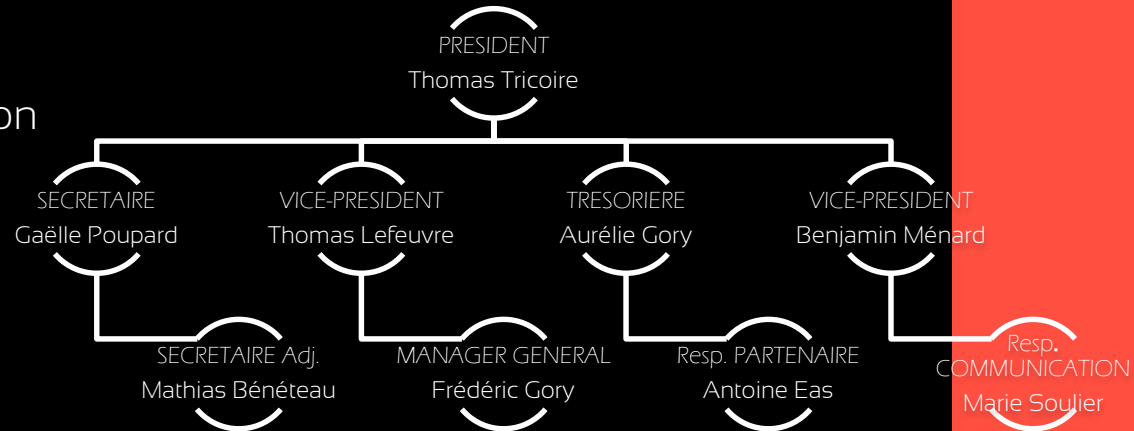 PRESIDENT
Thomas Tricoire
on
SECRETAIRE
Gaëlle Poupard
VICE-PRESIDENT
Thomas Lefeuvre
TRESORIERE
Aurélie Gory
VICE-PRESIDENT
Benjamin Ménard
SECRETAIRE Adj.
Mathias Bénéteau
MANAGER GENERAL
Frédéric Gory
Resp. PARTENAIRE
Antoine Eas
Resp.
COMMUNICATION
Marie Soulier